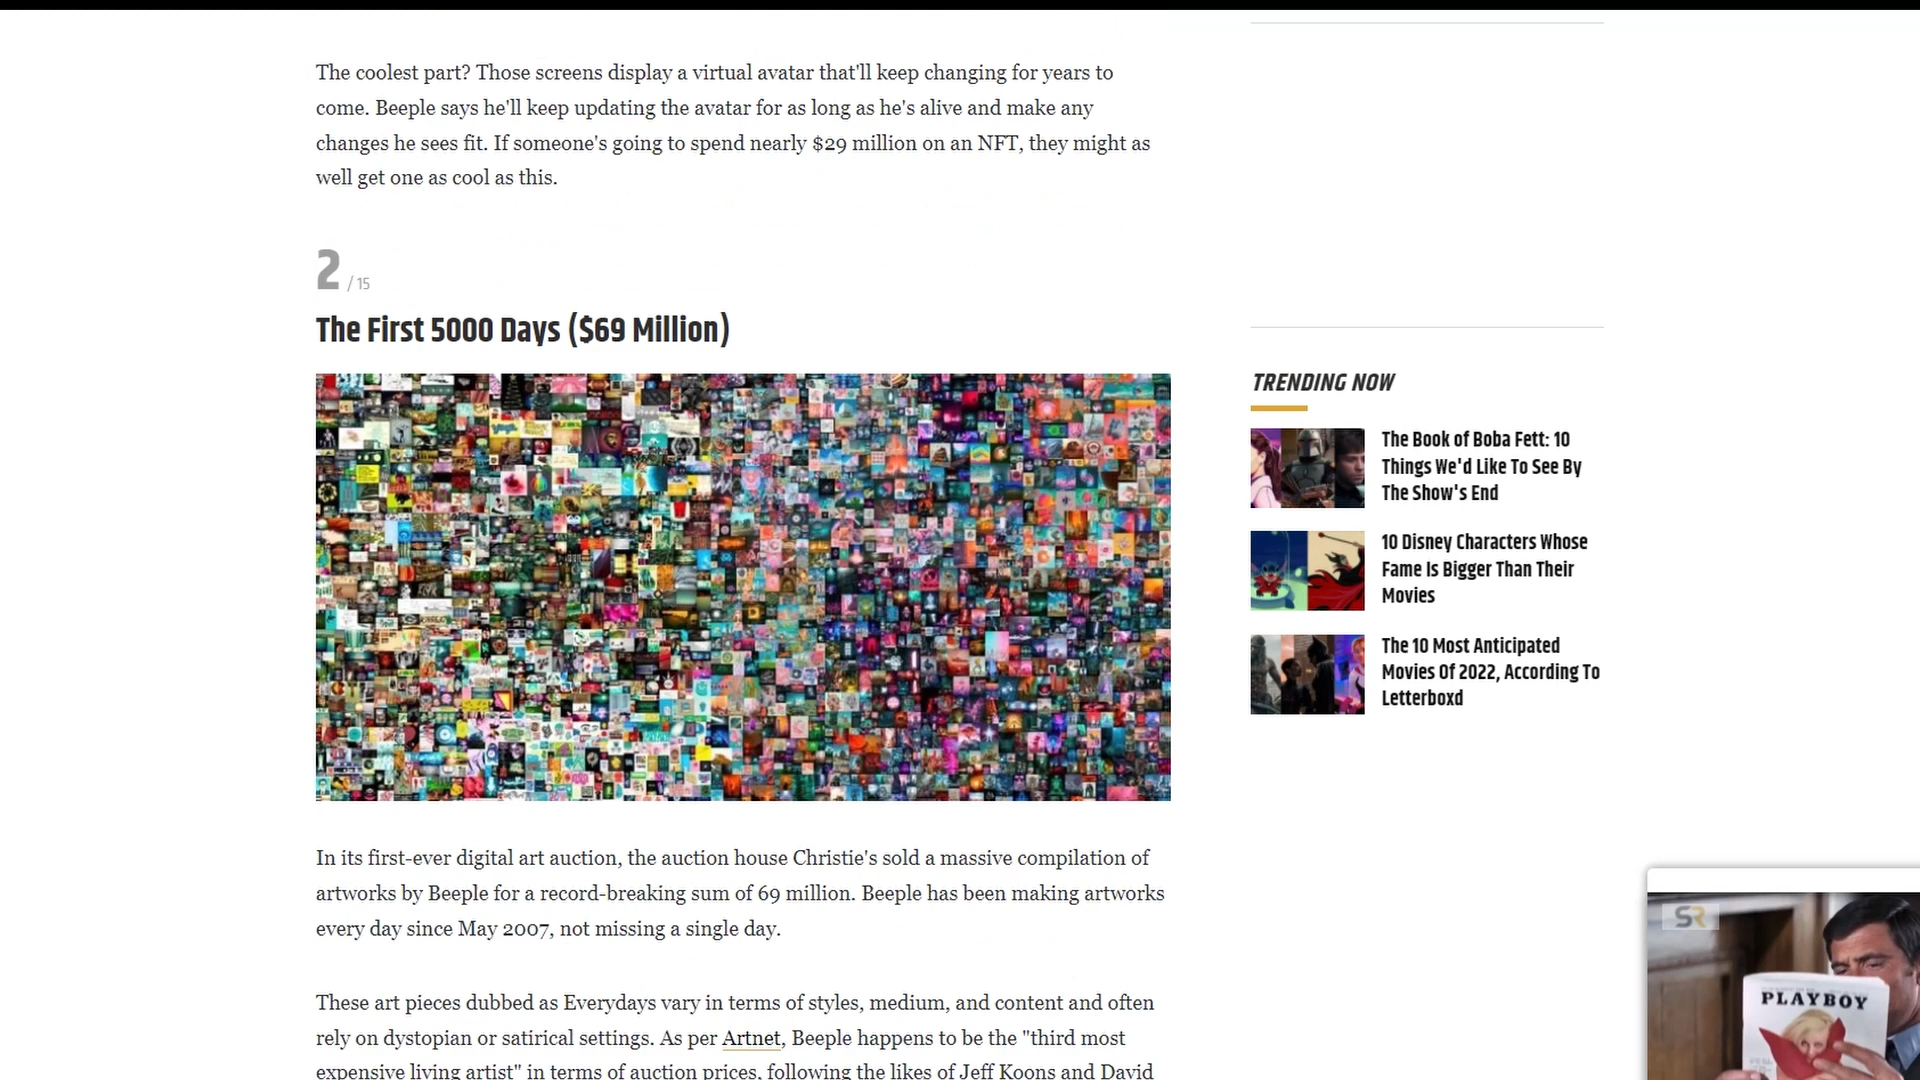 The coolest part? Those screens display a virtual avatar that'll keep changing for years to
come. Beeple says he'll keep updating the avatar for as long as he's alive and make any
changes he sees fit. If someone's going to spend nearly $29 million on an NFT, they might as
well get one as cool as this.
2 / 15
The First 5000 Days ($69 Million)
In its first-ever digital art auction, the auction house Christie's sold a massive compilation of
artworks by Beeple for a record-breaking sum of 69 million. Beeple has been making artworks
every day since May 2007, not missing a single day.
These art pieces dubbed as Everydays vary in terms of styles, medium, and content and often
rely on dystopian or satirical settings. As per Artnet, Beeple happens to be the "third most
expensive living artist" in terms of auction prices, following the likes of Jeff Koons and David
TRENDING NOW
The Book of Boba Fett: 10
Things We'd Like To See By
The Show's End
10 Disney Characters Whose
Fame Is Bigger Than Their
Movies
The 10 Most Anticipated
Movies Of 2022, According To
Letterboxd
SR
PLAYBOY